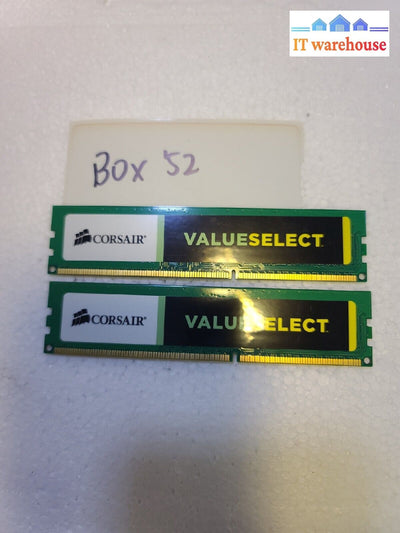 IT warehouse
BOX 52
CORSAIR VALUESELECT
CORSAIR VALUESELECT